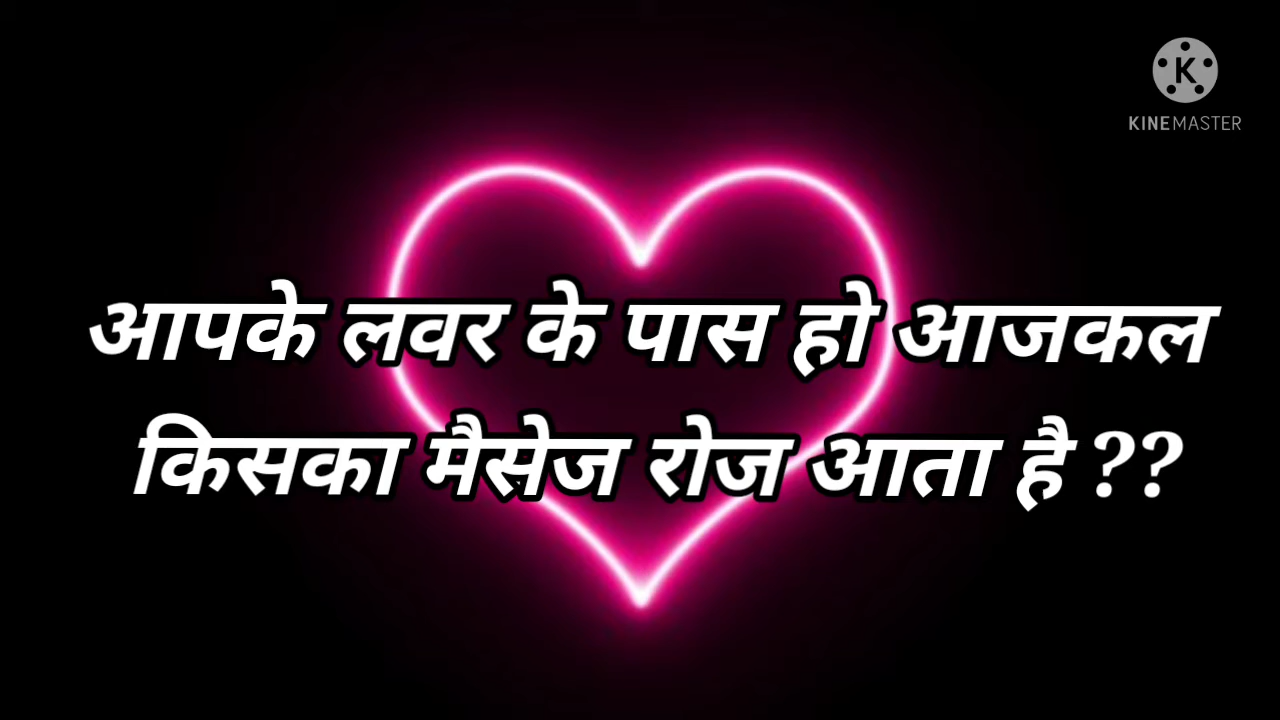 KINEMASTER
आपके लवर के पास हो आजकल
किसका मैसेज रोज आता है ??